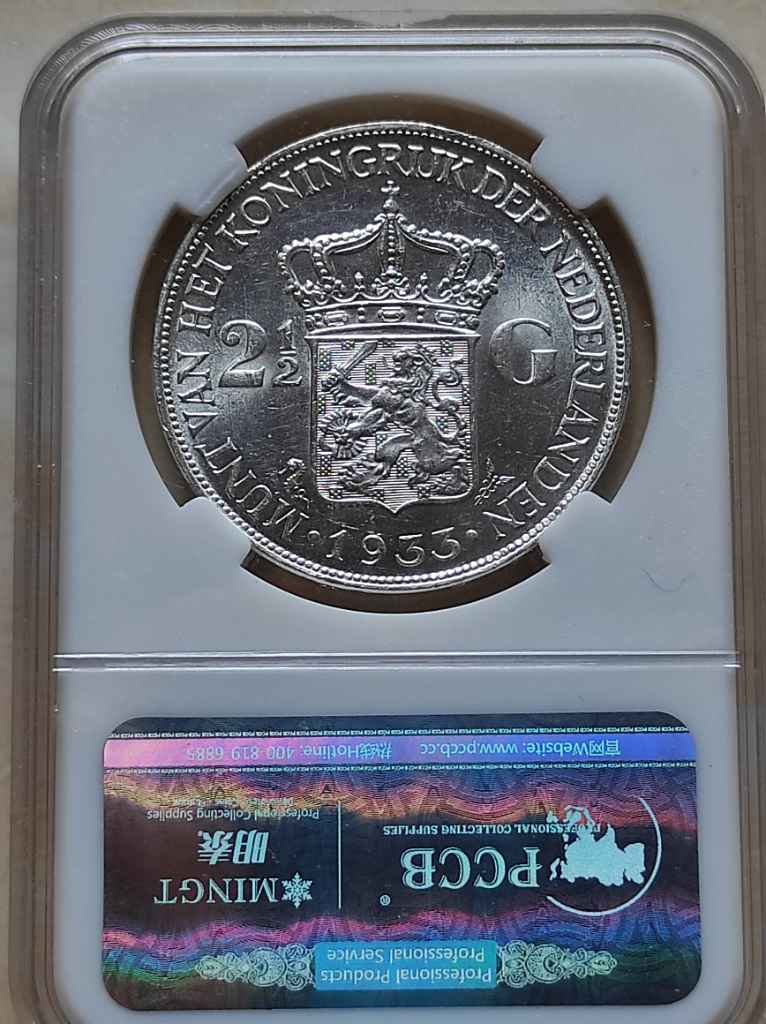 MUNT VAN HET KONINGRIJK DER NEDERLANDEN
2 1/2 G
· 1933 ·
Professional Products
Professional Service
PCCB ®
PROFESSIONAL COLLECTING SUPPLIES
MINGT
明泰
Professional Collecting Supplies
官网Website: www.pccb.cc
热线Hotline: 400-819-6885